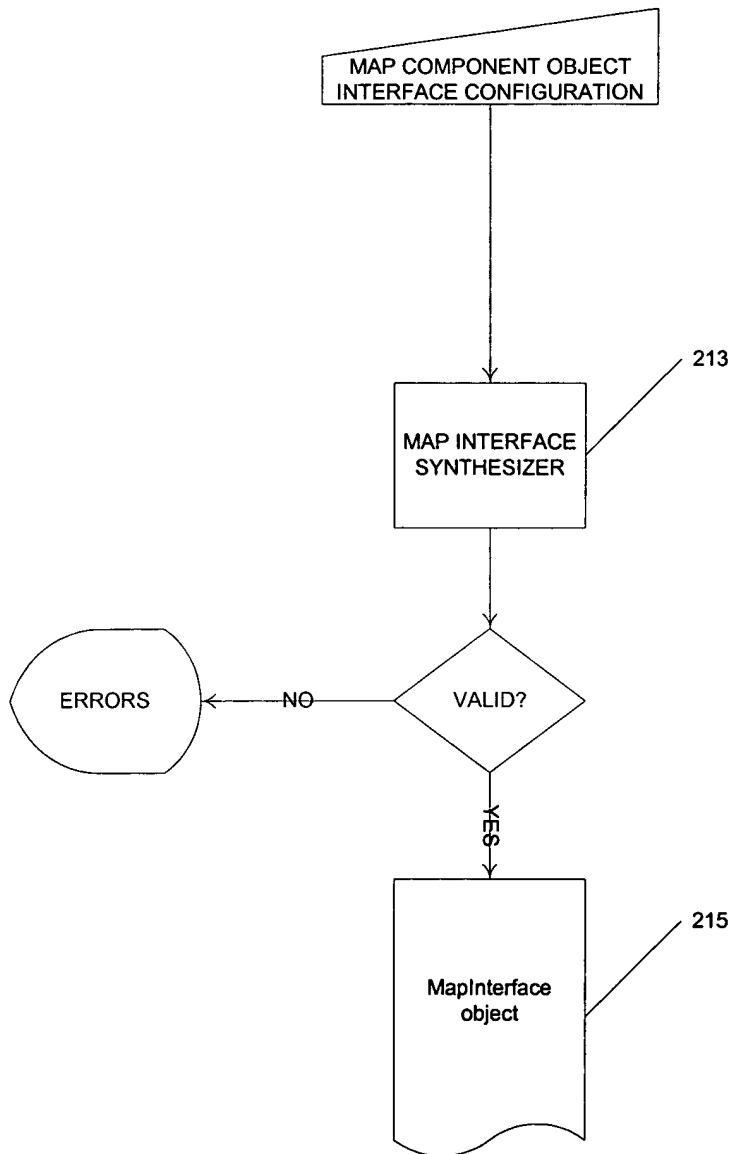 MAP COMPONENT OBJECT
INTERFACE CONFIGURATION
213
MAP INTERFACE
SYNTHESIZER
ERRORS
NO
VALID?
YES
215
MapInterface
object